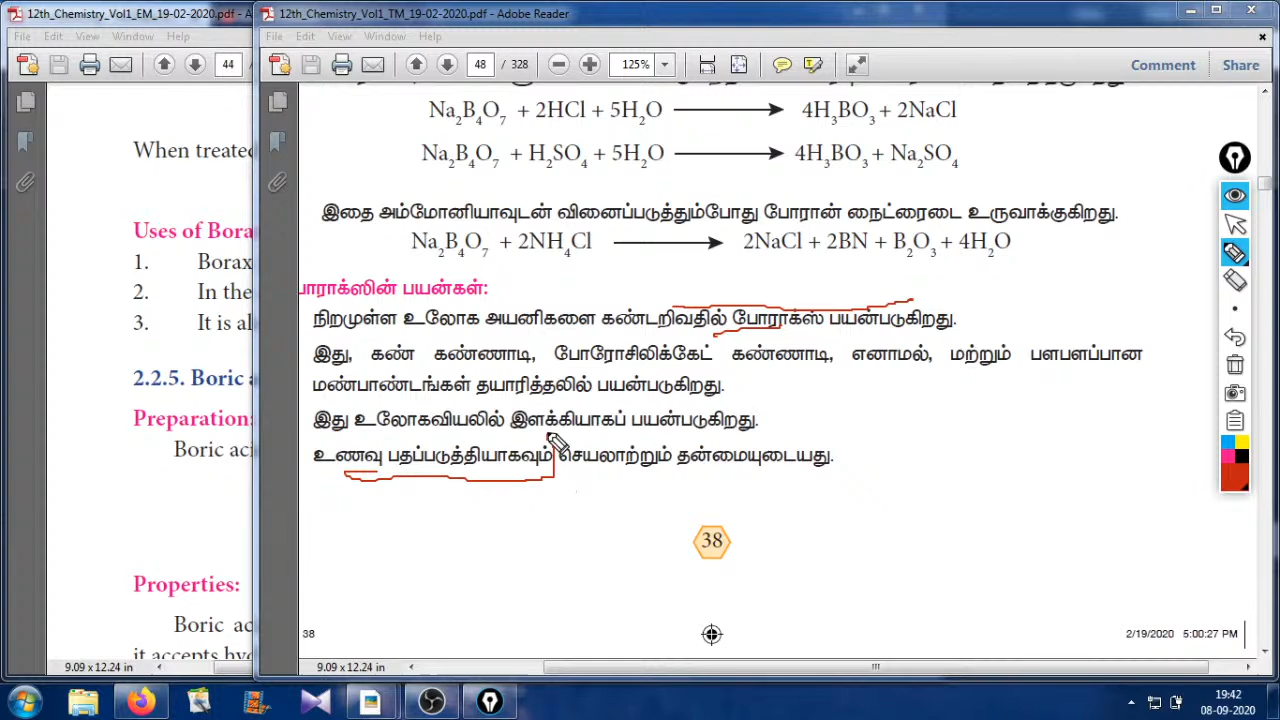 12th_Chemistry_Vol1_EM_19-02-2020.pdf - A
12th_Chemistry_Vol1_TM_19-02-2020.pdf - Adobe Reader
File Edit View Window Help
File Edit View Window Help
44
48 / 328
125%
Comment
Share
When treated
Uses of Bora
1. Borax
2. In the
3. It is al
2.2.5. Boric a
Preparation:
Boric aci
Properties:
Boric ac
it accepts hyd
9.09 x 12.24 in
Na₂B₄O₇ + 2HCl + 5H₂O ⟶ 4H₃BO₃ + 2NaCl
Na₂B₄O₇ + H₂SO₄ + 5H₂O ⟶ 4H₃BO₃ + Na₂SO₄
இதை அம்மோனியாவுடன் வினைப்படுத்தும்போது போரான் நைட்ரைடை உருவாக்குகிறது.
Na₂B₄O₇ + 2NH₄Cl ⟶ 2NaCl + 2BN + B₂O₃ + 4H₂O
பாராக்ஸின் பயன்கள்:
நிறமுள்ள உலோக அயனிகளை கண்டறிவதில் போராக்ஸ் பயன்படுகிறது.
இது, கண் கண்ணாடி, போரோசிலிக்கேட் கண்ணாடி, எனாமல், மற்றும் பளபளப்பான
மண்பாண்டங்கள் தயாரித்தலில் பயன்படுகிறது.
இது உலோகவியலில் இளக்கியாகப் பயன்படுகிறது.
உணவு பதப்படுத்தியாகவும் செயலாற்றும் தன்மையுடையது.
38
38
2/19/2020 5:00:27 PM
9.09 x 12.24 in
19:42
08-09-2020